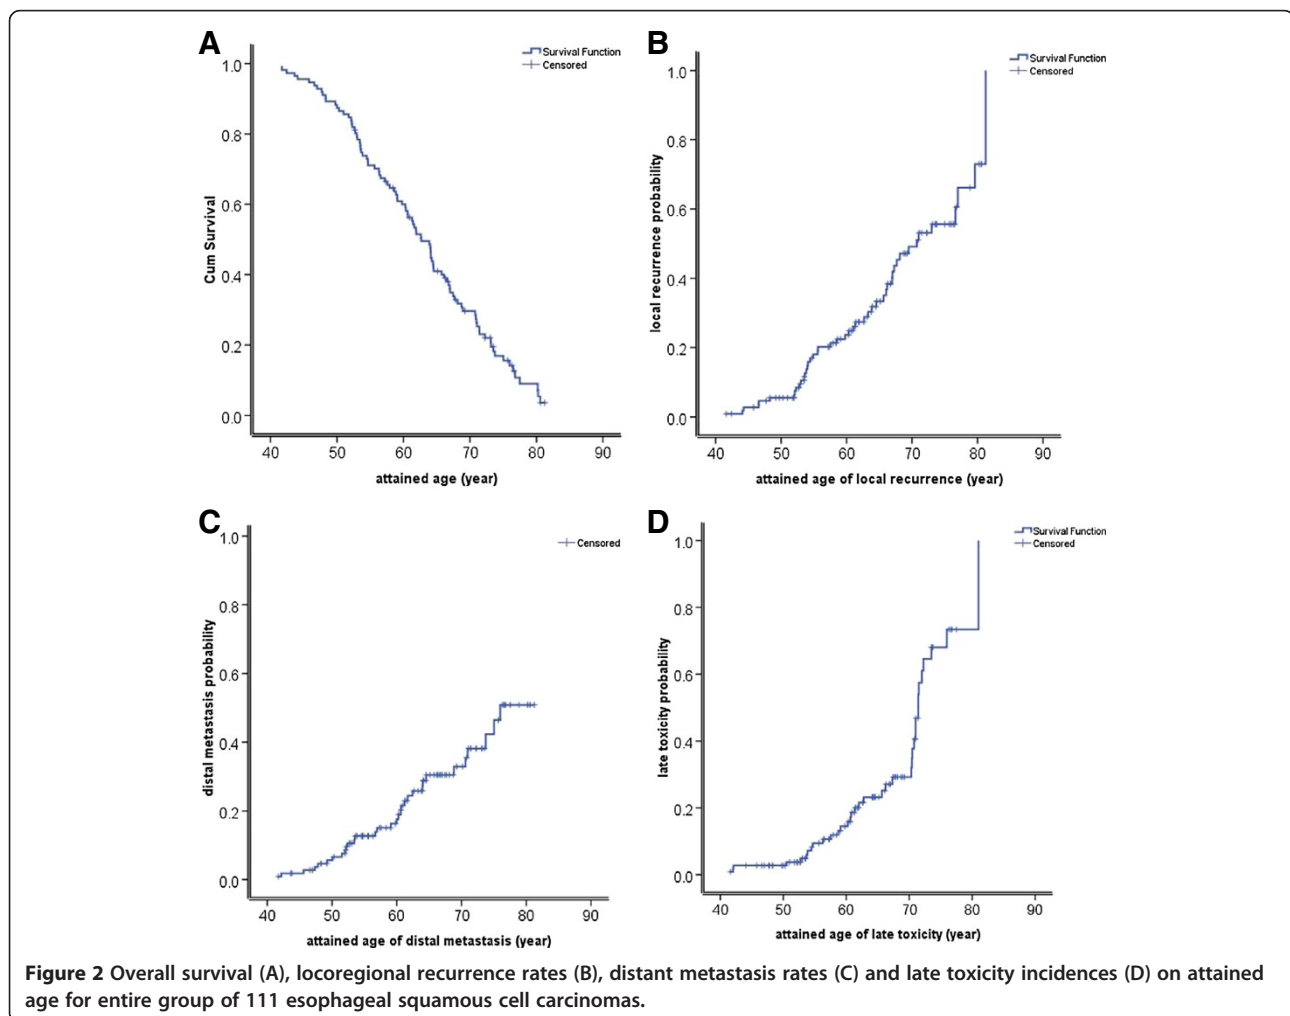 A
Survival Function
Censored
Cum Survival
1.0
0.8
0.6
0.4
0.2
0.0
40 50 60 70 80 90
attained age (year)
B
Survival Function
Censored
local recurrence probability
1.0
0.8
0.6
0.4
0.2
0.0
40 50 60 70 80 90
attained age of local recurrence (year)
C
Censored
distal metastasis probability
1.0
0.8
0.6
0.4
0.2
0.0
40 50 60 70 80 90
attained age of distal metastasis (year)
D
Survival Function
Censored
late toxicity probability
1.0
0.8
0.6
0.4
0.2
0.0
40 50 60 70 80 90
attained age of late toxicity (year)
Figure 2 Overall survival (A), locoregional recurrence rates (B), distant metastasis rates (C) and late toxicity incidences (D) on attained
age for entire group of 111 esophageal squamous cell carcinomas.